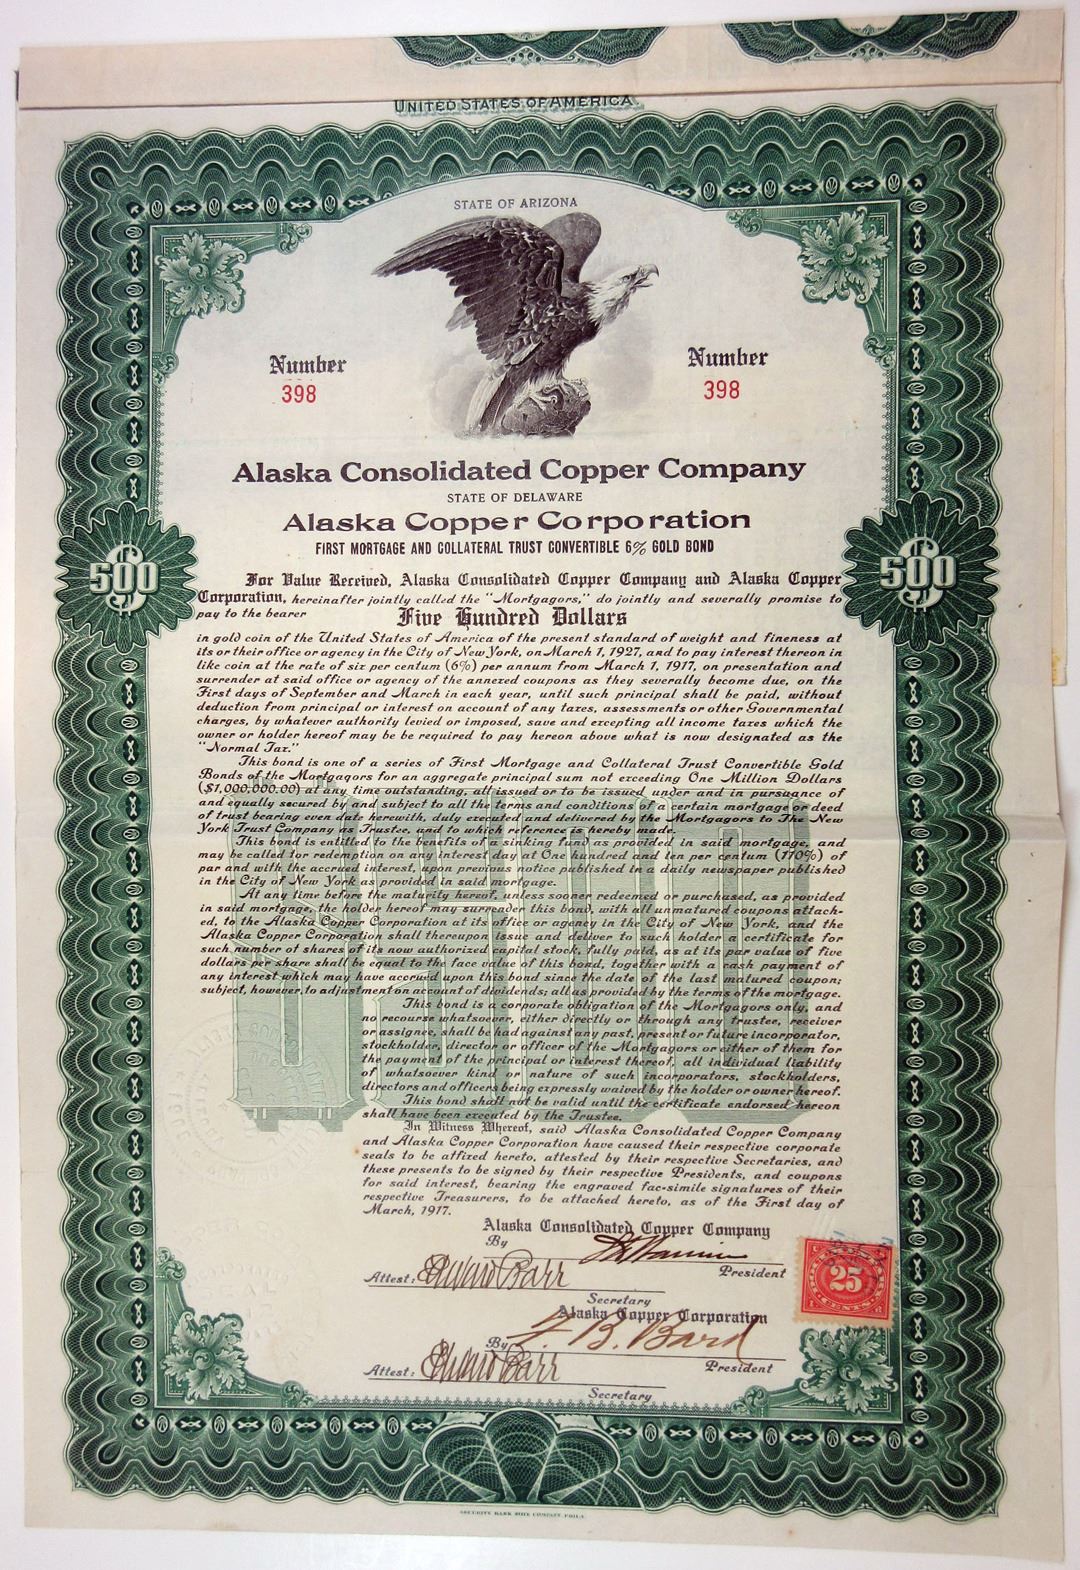 UNITED STATES OF AMERICA
STATE OF ARIZONA
Number
398
Number
398
Alaska Consolidated Copper Company
STATE OF DELAWARE
Alaska Copper Corporation
FIRST MORTGAGE AND COLLATERAL TRUST CONVERTIBLE 6% GOLD BOND
$500
$500
For Value Received, Alaska Consolidated Copper Company and Alaska Copper
Corporation, hereinafter jointly called the "Mortgagors," do jointly and severally promise to
pay to the bearer Five Hundred Dollars
in gold coin of the United States of America of the present standard of weight and fineness at
its or their office or agency in the City of New York, on March 1, 1927, and to pay interest thereon in
like coin at the rate of six per centum (6%) per annum from March 1, 1917, on presentation and
surrender at said office or agency of the annexed coupons as they severally become due, on the
First days of September and March in each year, until such principal shall be paid, without
deduction from principal or interest on account of any taxes, assessments or other Governmental
charges, by whatever authority levied or imposed, save and excepting all income taxes which the
owner or holder hereof may be be required to pay hereon above what is now designated as the
"Normal Tax."
This bond is one of a series of First Mortgage and Collateral Trust Convertible Gold
Bonds of the Mortgagors for an aggregate principal sum not exceeding One Million Dollars
($1,000,000.00) at any time outstanding, all issued or to be issued under and in pursuance of
and equally secured by and subject to all the terms and conditions of a certain mortgage or deed
of trust bearing even date herewith, duly executed and delivered by the Mortgagors to The New
York Trust Company as Trustee, and to which reference is hereby made.
This bond is entitled to the benefits of a sinking fund as provided in said mortgage, and
may be called for redemption on any interest day at One hundred and ten per centum (110%) of
par and with the accrued interest, upon previous notice published in a daily newspaper published
in the City of New York as provided in said mortgage.
At any time before the maturity hereof, unless sooner redeemed or purchased, as provided
in said mortgage, the holder hereof may surrender this bond, with all unmatured coupons attach-
ed, to the Alaska Copper Corporation at its office or agency in the City of New York, and the
Alaska Copper Corporation shall thereupon issue and deliver to such holder a certificate for
such number of shares of its now authorized capital stock, fully paid, as at its par value of five
dollars per share shall be equal to the face value of this bond, together with a cash payment of
any interest which may have accrued upon this bond since the date of the last matured coupon;
subject, however, to adjustment on account of dividends; all as provided by the terms of the mortgage.
This bond is a corporate obligation of the Mortgagors only, and
no recourse whatsoever, either directly or through any trustee, receiver
or assignee, shall be had against any past, present or future incorporator,
stockholder, director or officer of the Mortgagors or either of them for
the payment of the principal or interest thereof, all individual liability
of whatsoever kind or nature of such incorporators, stockholders,
directors and officers being expressly waived by the holder or owner hereof.
This bond shall not be valid until the certificate endorsed hereon
shall have been executed by the Trustee.
In Witness Whereof, said Alaska Consolidated Copper Company
and Alaska Copper Corporation have caused their respective corporate
seals to be affixed hereto, attested by their respective Secretaries, and
these presents to be signed by their respective Presidents, and coupons
for said interest, bearing the engraved fac-simile signatures of their
respective Treasurers, to be attached hereto, as of the First day of
March, 1917.
Alaska Consolidated Copper Company
By
President
Attest: Edward Barr
Secretary
25
CENTS
Alaska Copper Corporation
By F. B. Bard
President
Attest: Edward Barr
Secretary
SECURITY BANK NOTE COMPANY, PHILA.